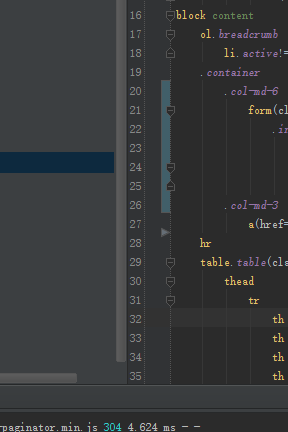 16 block content
17 ol.breadcrumb
18 li.active!=
19 .container
20 .col-md-6
21 form(cl
22 .in
23
24
25
26 .col-md-3
27 a(href=
28 hr
29 table.table(cla
30 thead
31 tr
32 th
33 th
34 th
35 th
rpaginator.min.js 304 4.624 ms - -